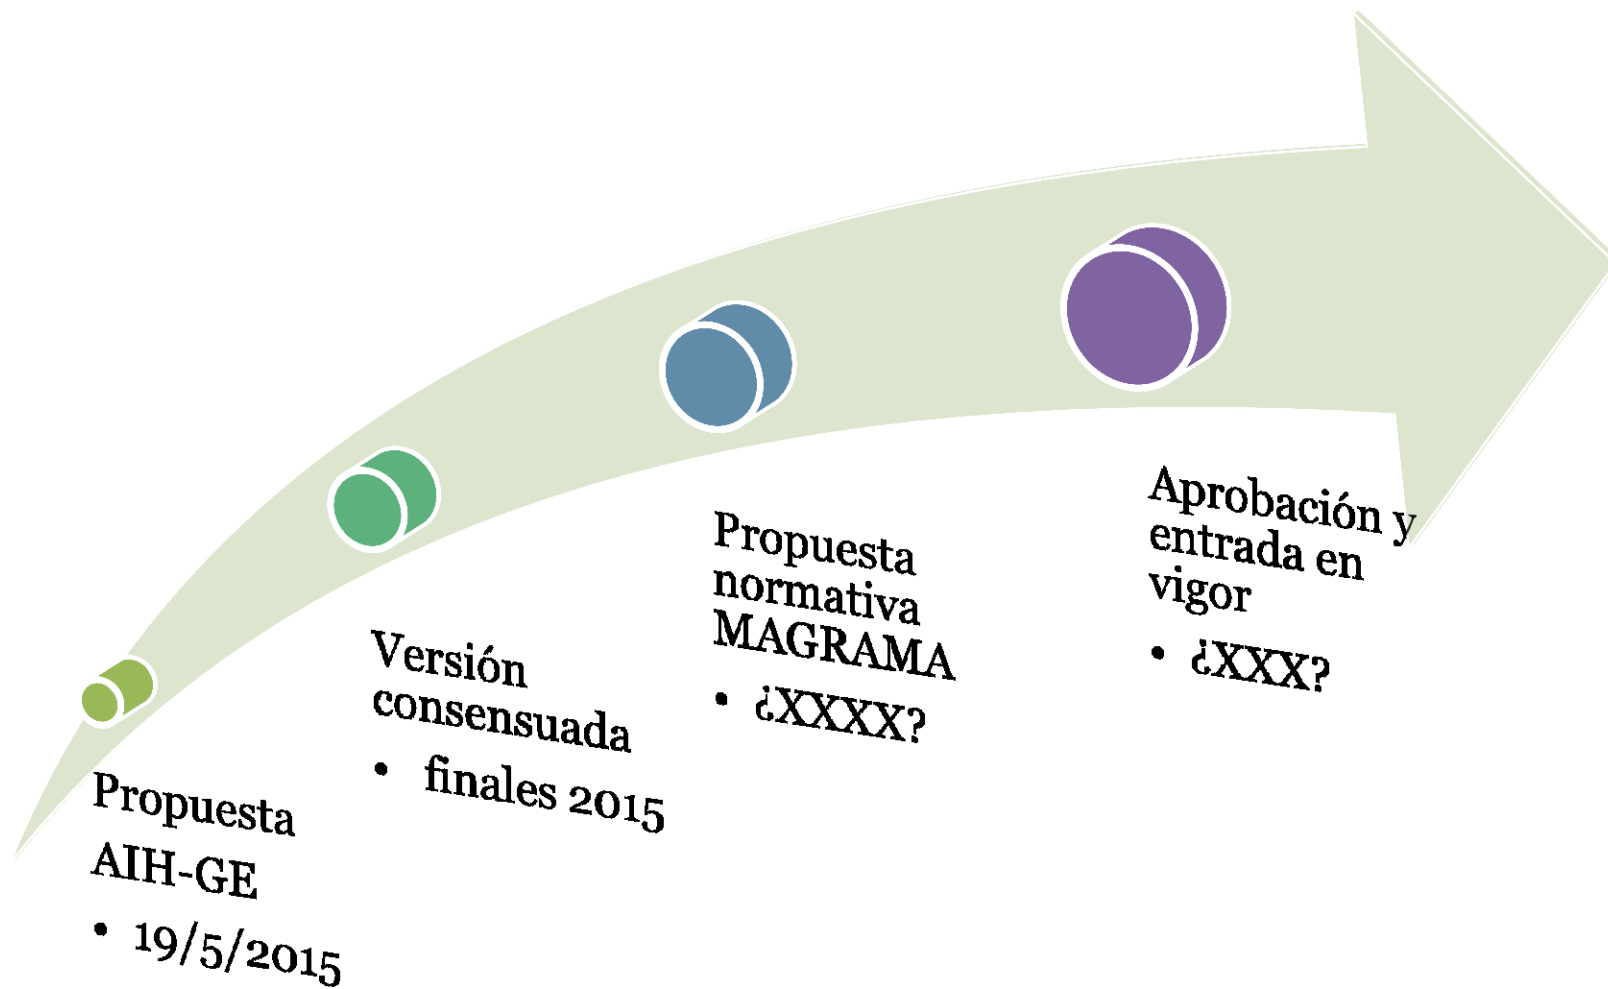 Propuesta
AIH-GE
• 19/5/2015
Versión
consensuada
• finales 2015
Propuesta
normativa
MAGRAMA
• ¿XXXX?
Aprobación y
entrada en
vigor
• ¿XXX?